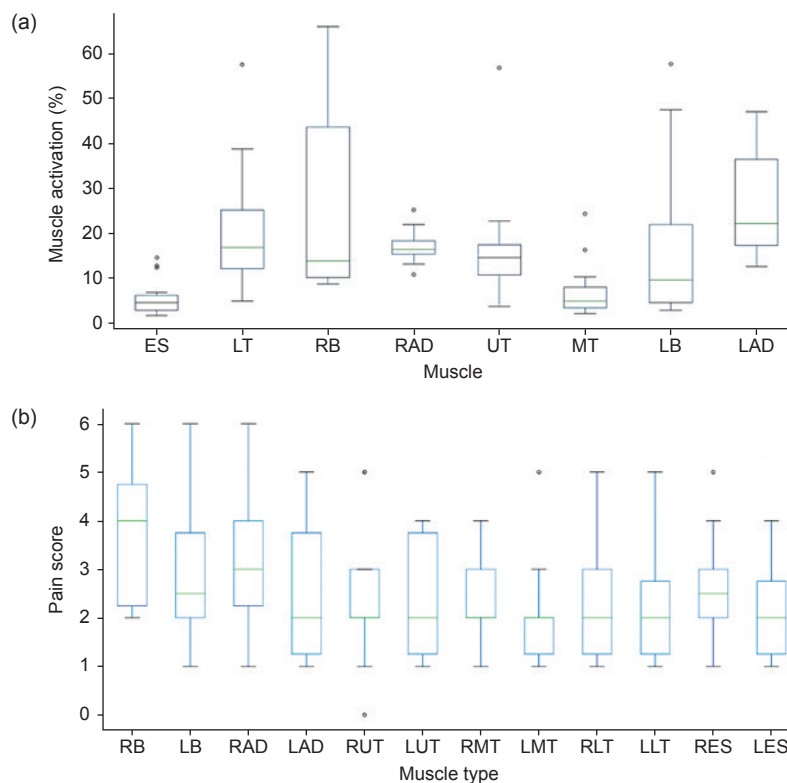 (a)
Muscle activation (%)
60
50
40
30
20
10
0
ES LT RB RAD UT MT LB LAD
Muscle
(b)
Pain score
6
5
4
3
2
1
0
RB LB RAD LAD RUT LUT RMT LMT RLT LLT RES LES
Muscle type